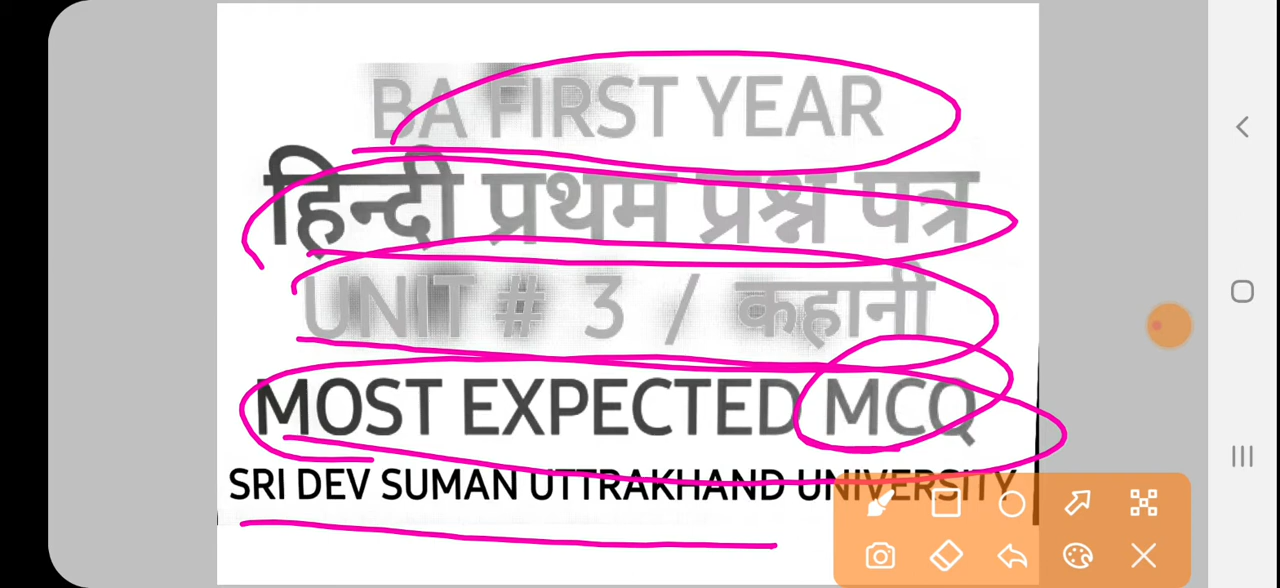 BA FIRST YEAR
हिन्दी प्रथम प्रश्न पत्र
UNIT # 3 / कहानी
MOST EXPECTED MCQ
SRI DEV SUMAN UTTRAKHAND UNIVERSITY